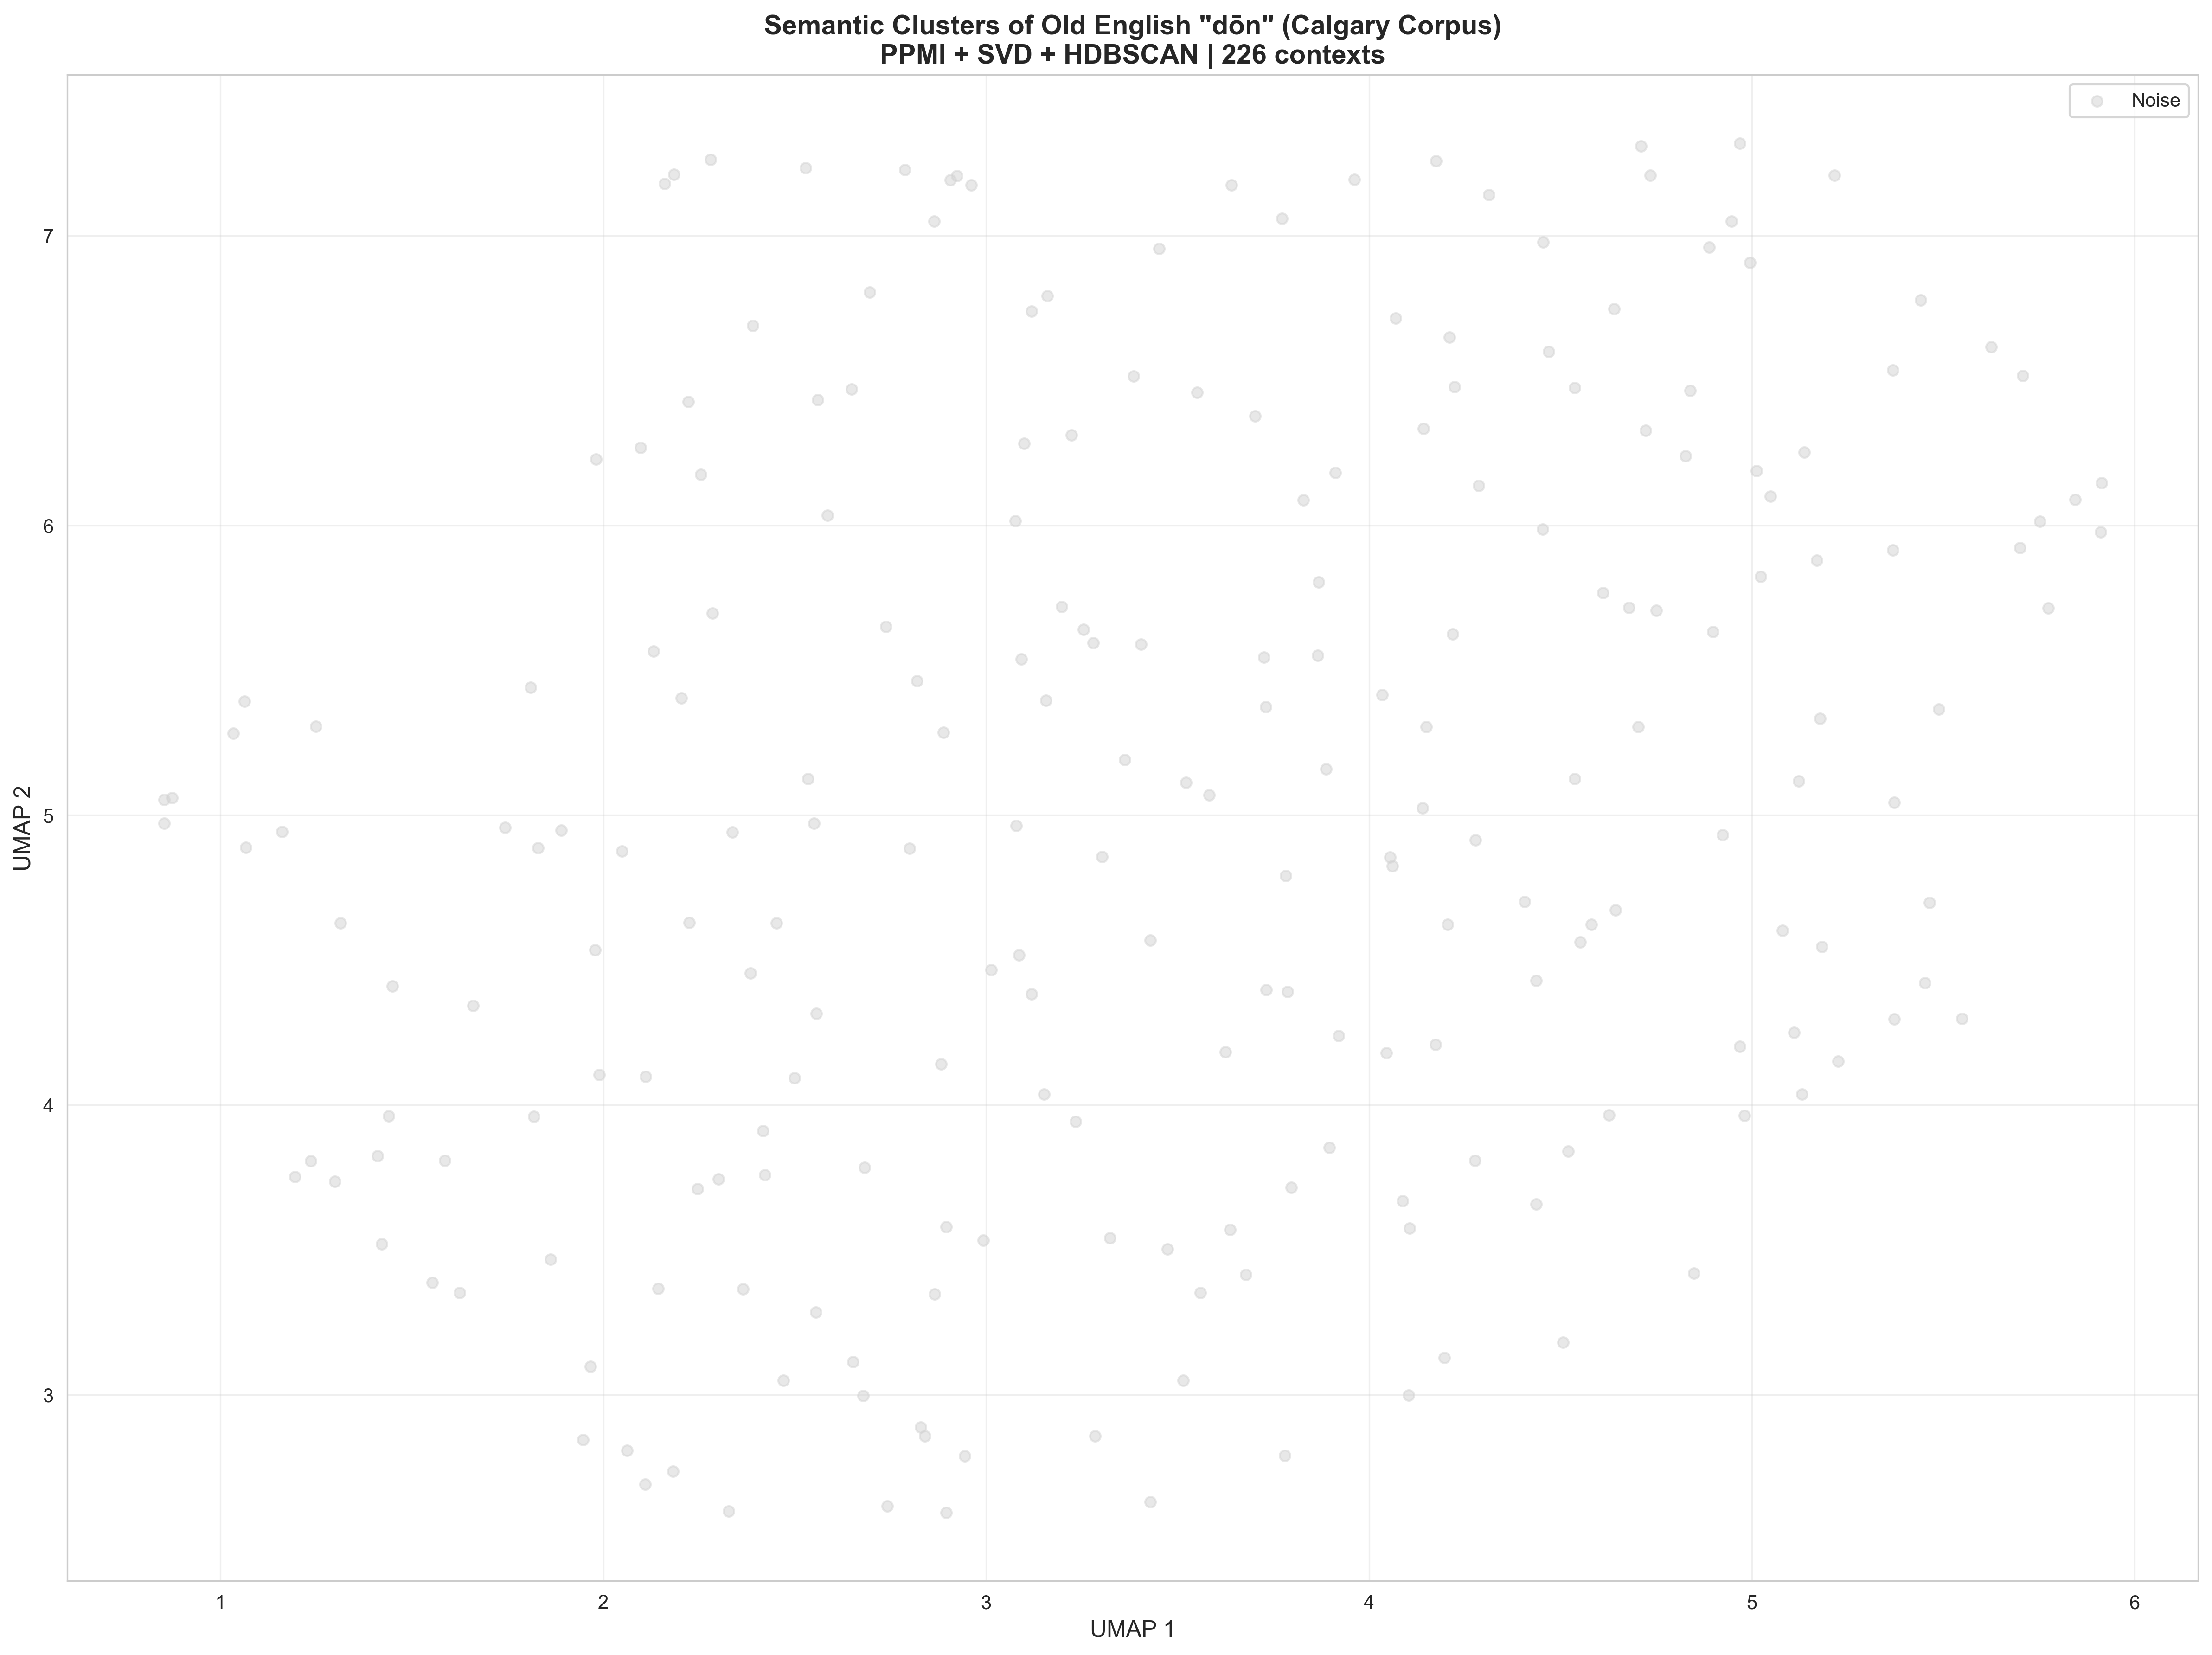 Semantic Clusters of Old English "dōn" (Calgary Corpus)
PPMI + SVD + HDBSCAN | 226 contexts
Noise
7
6
5
4
3
UMAP 2
1
2
3
4
5
6
UMAP 1